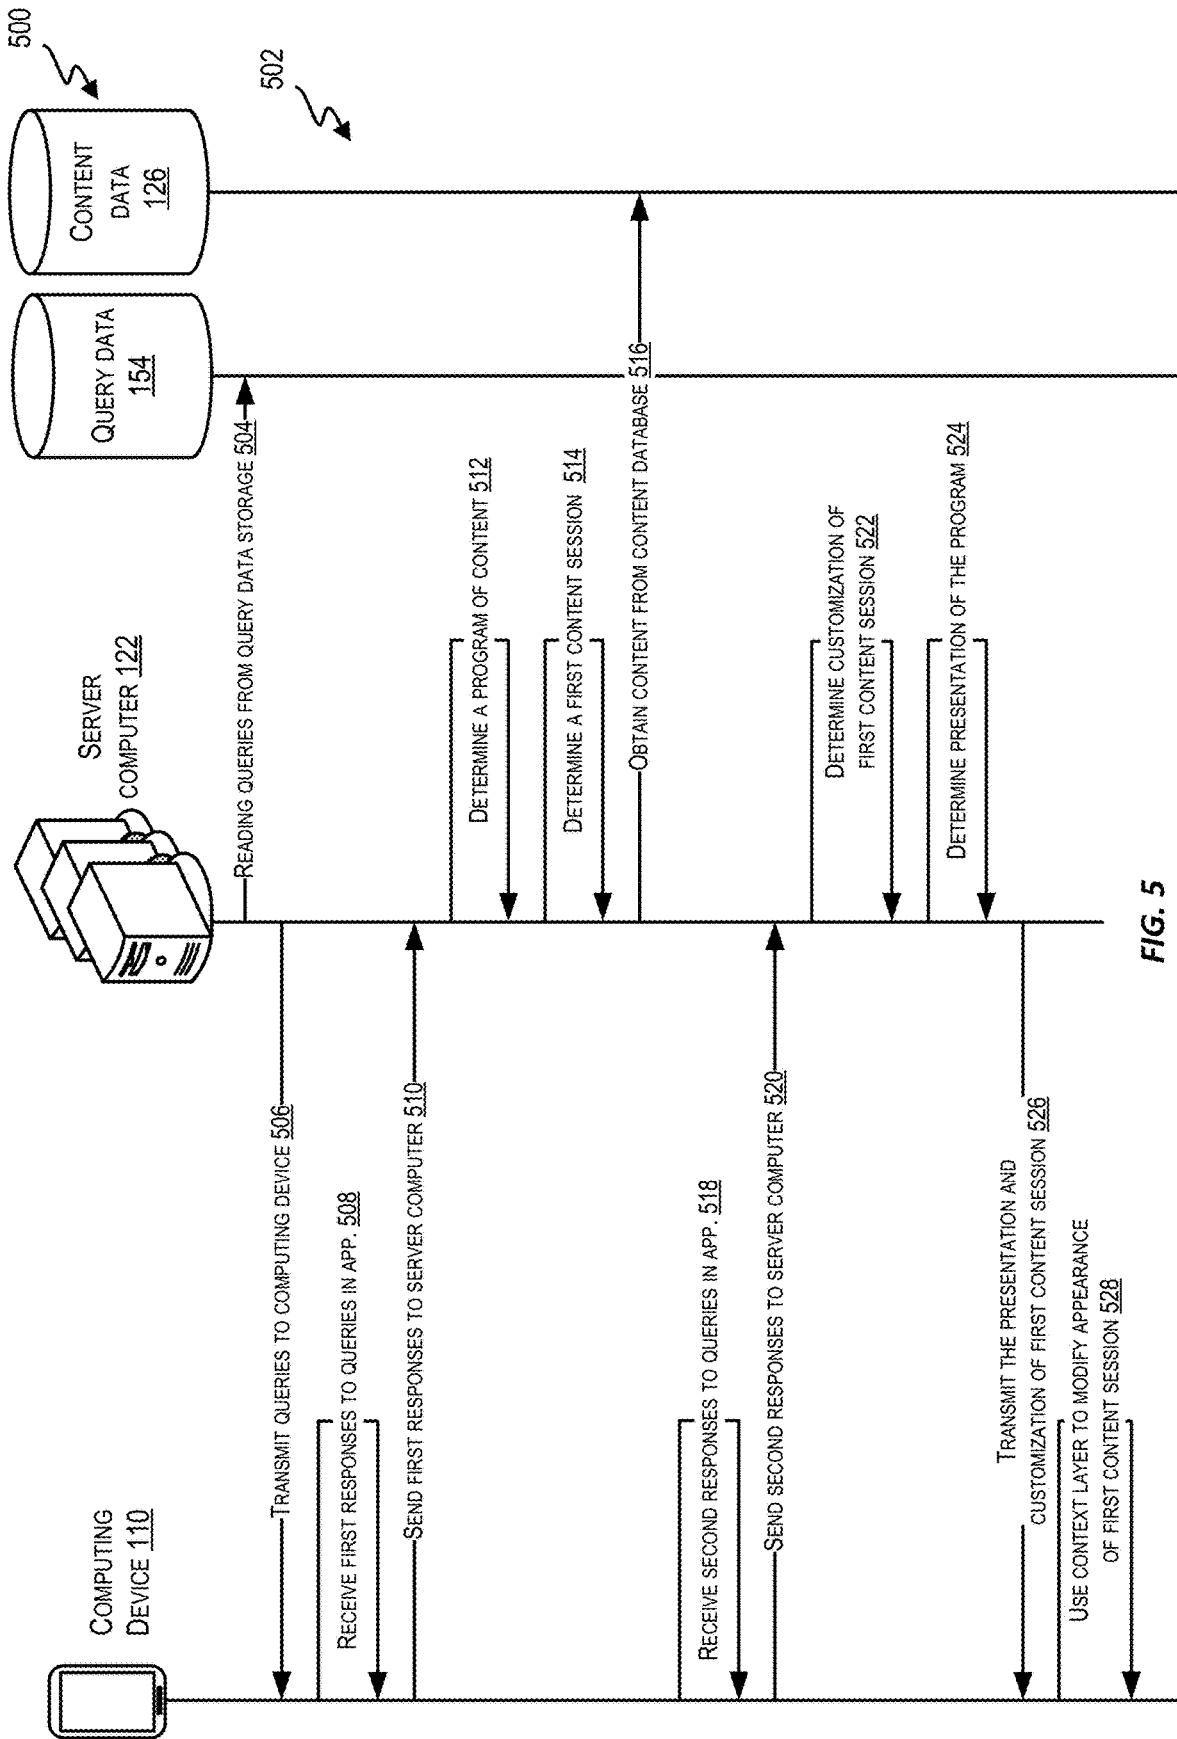 500
502
COMPUTING
DEVICE 110
SERVER
COMPUTER 122
QUERY DATA
154
CONTENT
DATA
126
READING QUERIES FROM QUERY DATA STORAGE 504
TRANSMIT QUERIES TO COMPUTING DEVICE 506
RECEIVE FIRST RESPONSES TO QUERIES IN APP. 508
SEND FIRST RESPONSES TO SERVER COMPUTER 510
DETERMINE A PROGRAM OF CONTENT 512
DETERMINE A FIRST CONTENT SESSION 514
OBTAIN CONTENT FROM CONTENT DATABASE 516
RECEIVE SECOND RESPONSES TO QUERIES IN APP. 518
SEND SECOND RESPONSES TO SERVER COMPUTER 520
DETERMINE CUSTOMIZATION OF
FIRST CONTENT SESSION 522
DETERMINE PRESENTATION OF THE PROGRAM 524
TRANSMIT THE PRESENTATION AND
CUSTOMIZATION OF FIRST CONTENT SESSION 526
USE CONTEXT LAYER TO MODIFY APPEARANCE
OF FIRST CONTENT SESSION 528
FIG. 5